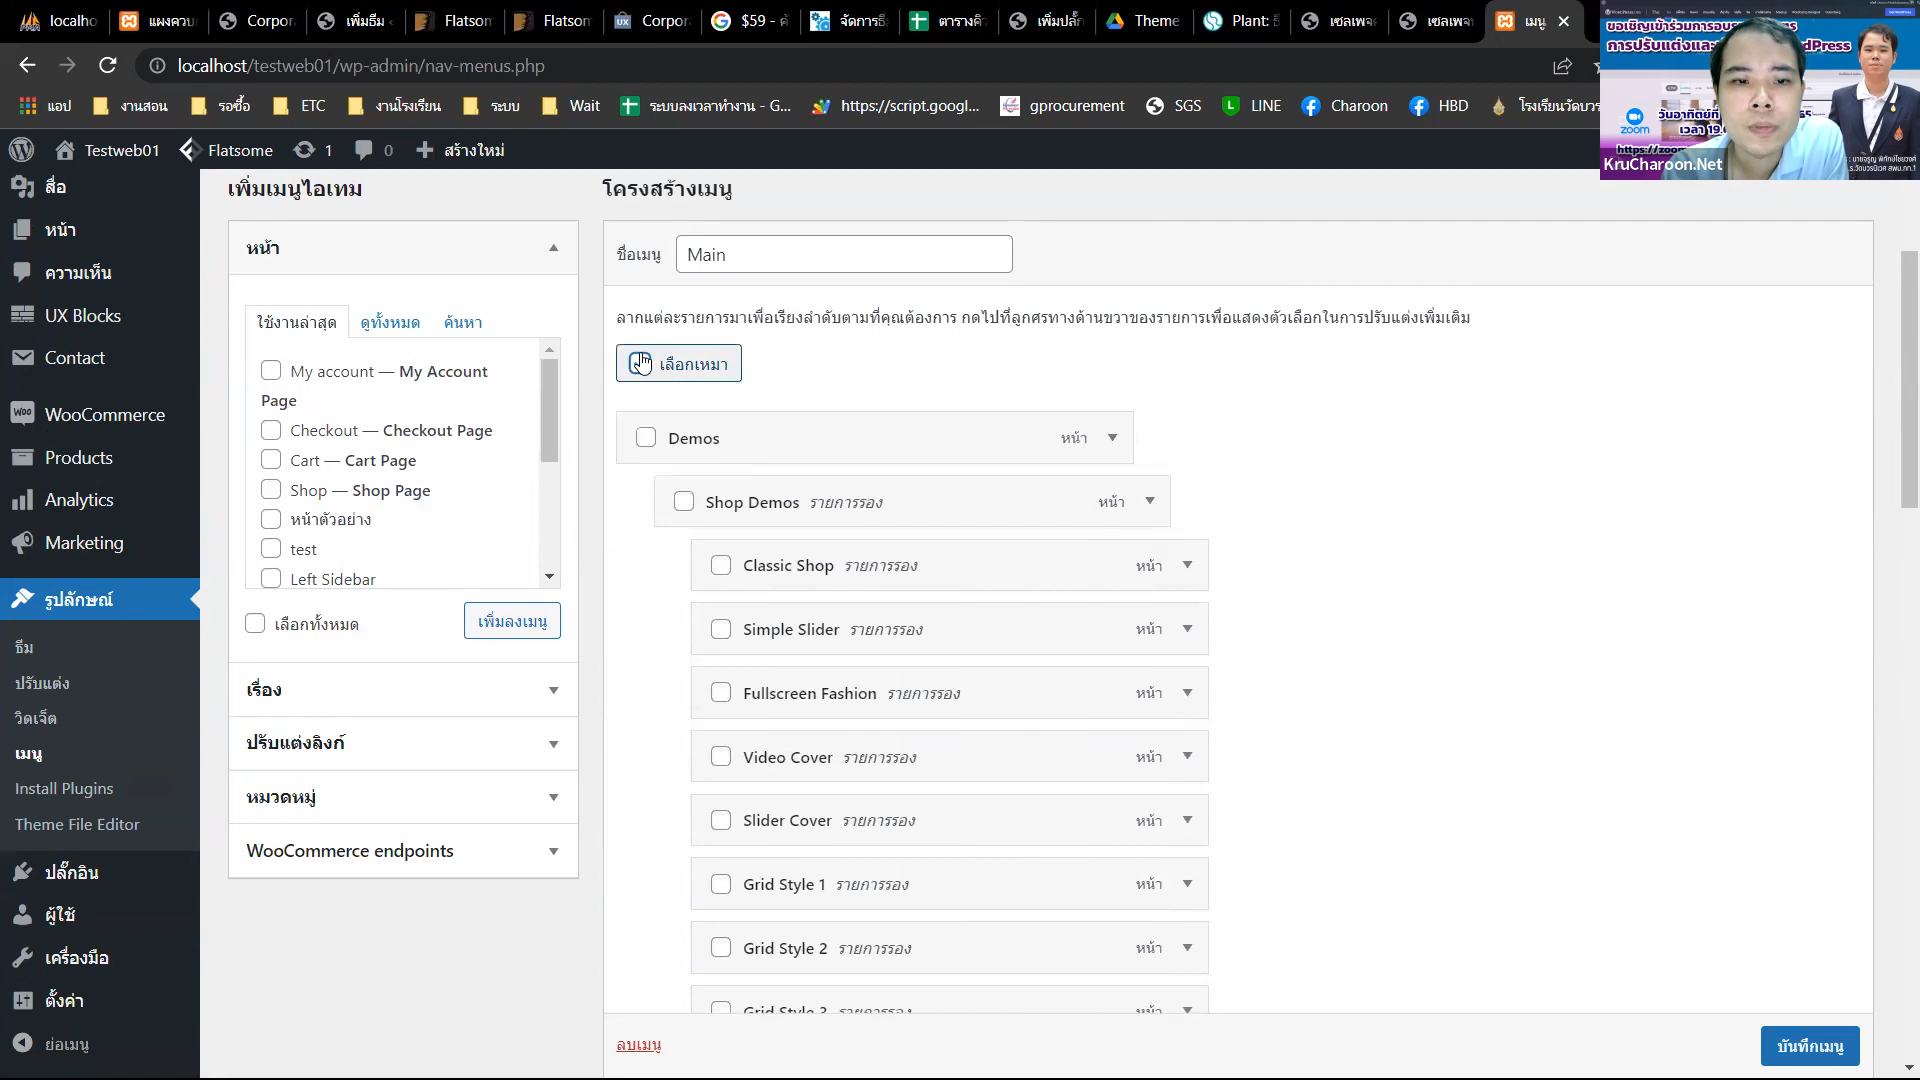 localho
แผงควบ
Corpor
เพิ่มธีม
Flatsom
Flatsom
Corpor
$59 - ค้
จัดการธี
ตารางคิว
เพิ่มปลั๊ก
Theme
Plant: ธี
เซลเพจ
เซลเพจ
เมนู
localhost/testweb01/wp-admin/nav-menus.php
แอป
งานสอน
รอซื้อ
ETC
งานโรงเรียน
ระบบ
Wait
ระบบลงเวลาทำงาน - G...
https://script.googl...
gprocurement
SGS
LINE
Charoon
HBD
โรงเรียนวัดบวร
Testweb01
Flatsome
1
0
สร้างใหม่
zoom
KruCharoon.Net
สื่อ
หน้า
ความเห็น
UX Blocks
Contact
WooCommerce
Products
Analytics
Marketing
รูปลักษณ์
ธีม
ปรับแต่ง
วิดเจ็ต
เมนู
Install Plugins
Theme File Editor
ปลั๊กอิน
ผู้ใช้
เครื่องมือ
ตั้งค่า
ย่อเมนู
เพิ่มเมนูไอเทม
หน้า
ใช้งานล่าสุด
ดูทั้งหมด
ค้นหา
My account — My Account
Page
Checkout — Checkout Page
Cart — Cart Page
Shop — Shop Page
หน้าตัวอย่าง
test
Left Sidebar
เลือกทั้งหมด
เพิ่มลงเมนู
เรื่อง
ปรับแต่งลิงก์
หมวดหมู่
WooCommerce endpoints
โครงสร้างเมนู
ชื่อเมนู
Main
ลากแต่ละรายการมาเพื่อเรียงลำดับตามที่คุณต้องการ กดไปที่ลูกศรทางด้านขวาของรายการเพื่อแสดงตัวเลือกในการปรับแต่งเพิ่มเติม
เลือกเหมา
Demos หน้า
Shop Demos รายการรอง หน้า
Classic Shop รายการรอง หน้า
Simple Slider รายการรอง หน้า
Fullscreen Fashion รายการรอง หน้า
Video Cover รายการรอง หน้า
Slider Cover รายการรอง หน้า
Grid Style 1 รายการรอง หน้า
Grid Style 2 รายการรอง หน้า
Grid Style 3 รายการรอง หน้า
ลบเมนู
บันทึกเมนู